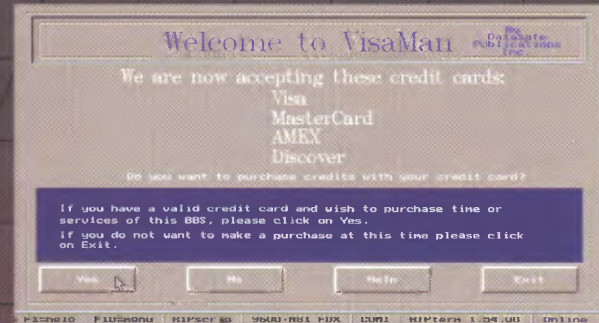 Welcome to VisaMan
By
DataSafe
Publications
Inc.
We are now accepting these credit cards:
Visa
MasterCard
AMEX
Discover
Do you want to purchase credits with your credit card?
If you have a valid credit card and wish to purchase time or
services of this BBS, please click on Yes.
If you do not want to make a purchase at this time please click
on Exit.
Yes No Help Exit
F1=help F10=menu RIPscrip 9600-N81 FDX COM1 RIPterm 1.54.00 Online